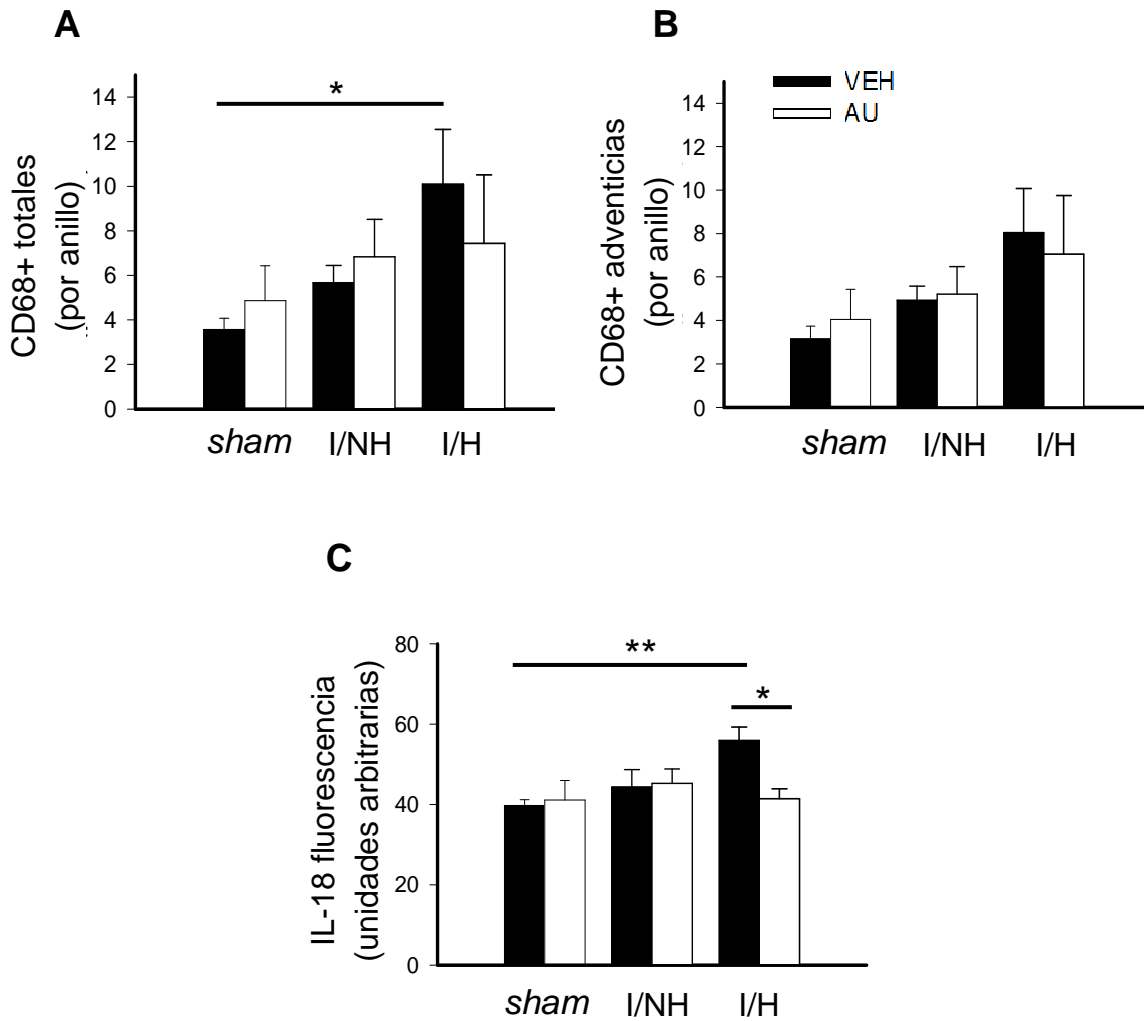 A
CD68+ totales
(por anillo)
14
12
10
8
6
4
2
0
*
sham I/NH I/H
B
CD68+ adventicias
(por anillo)
14
12
10
8
6
4
2
0
VEH
AU
sham I/NH I/H
C
IL-18 fluorescencia
(unidades arbitrarias)
80
60
40
20
0
**
*
sham I/NH I/H